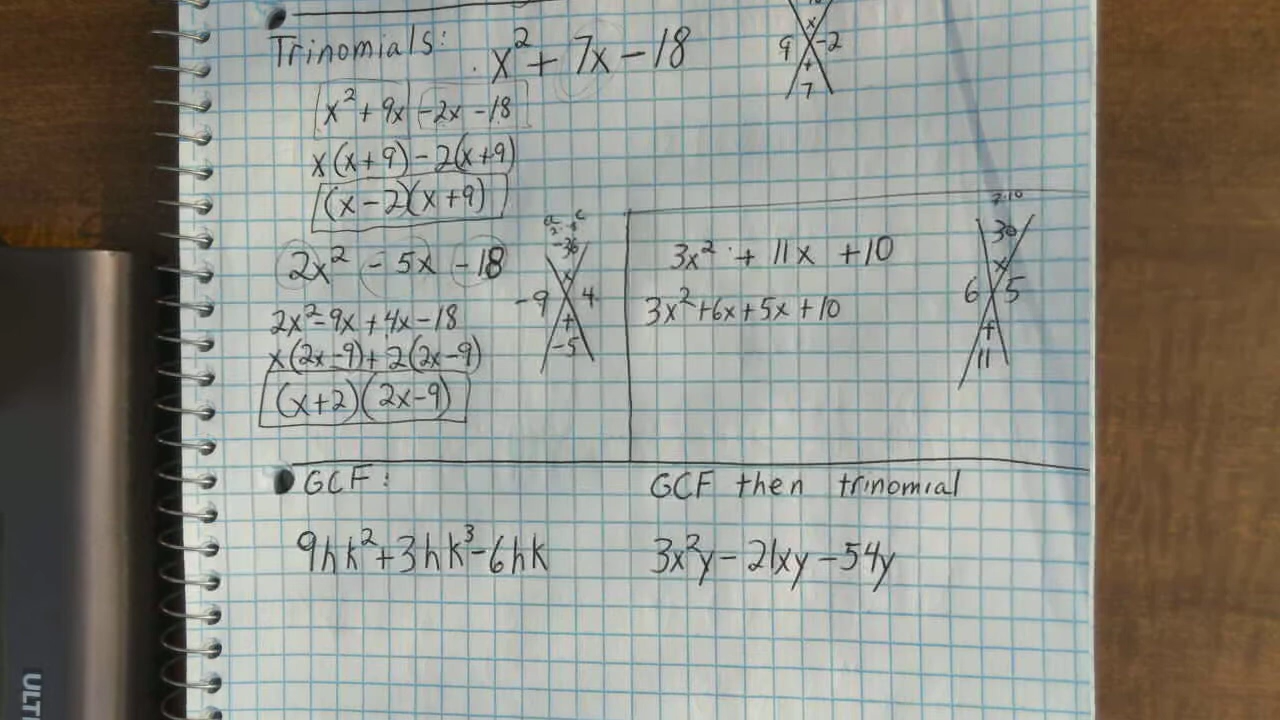 Trinomials: x² + 7x - 18
x
9 -2
+
7
x² + 9x - 2x - 18
x(x+9) - 2(x+9)
(x-2)(x+9)
2x² - 5x - 18
-36
x
-9 4
+
-5
2x² - 9x + 4x - 18
x(2x-9) + 2(2x-9)
(x+2)(2x-9)
3x² + 11x + 10
30
x
6 5
+
11
3x² + 6x + 5x + 10
GCF:
9hk² + 3hk³ - 6hk
GCF then trinomial
3x²y - 21xy - 54y